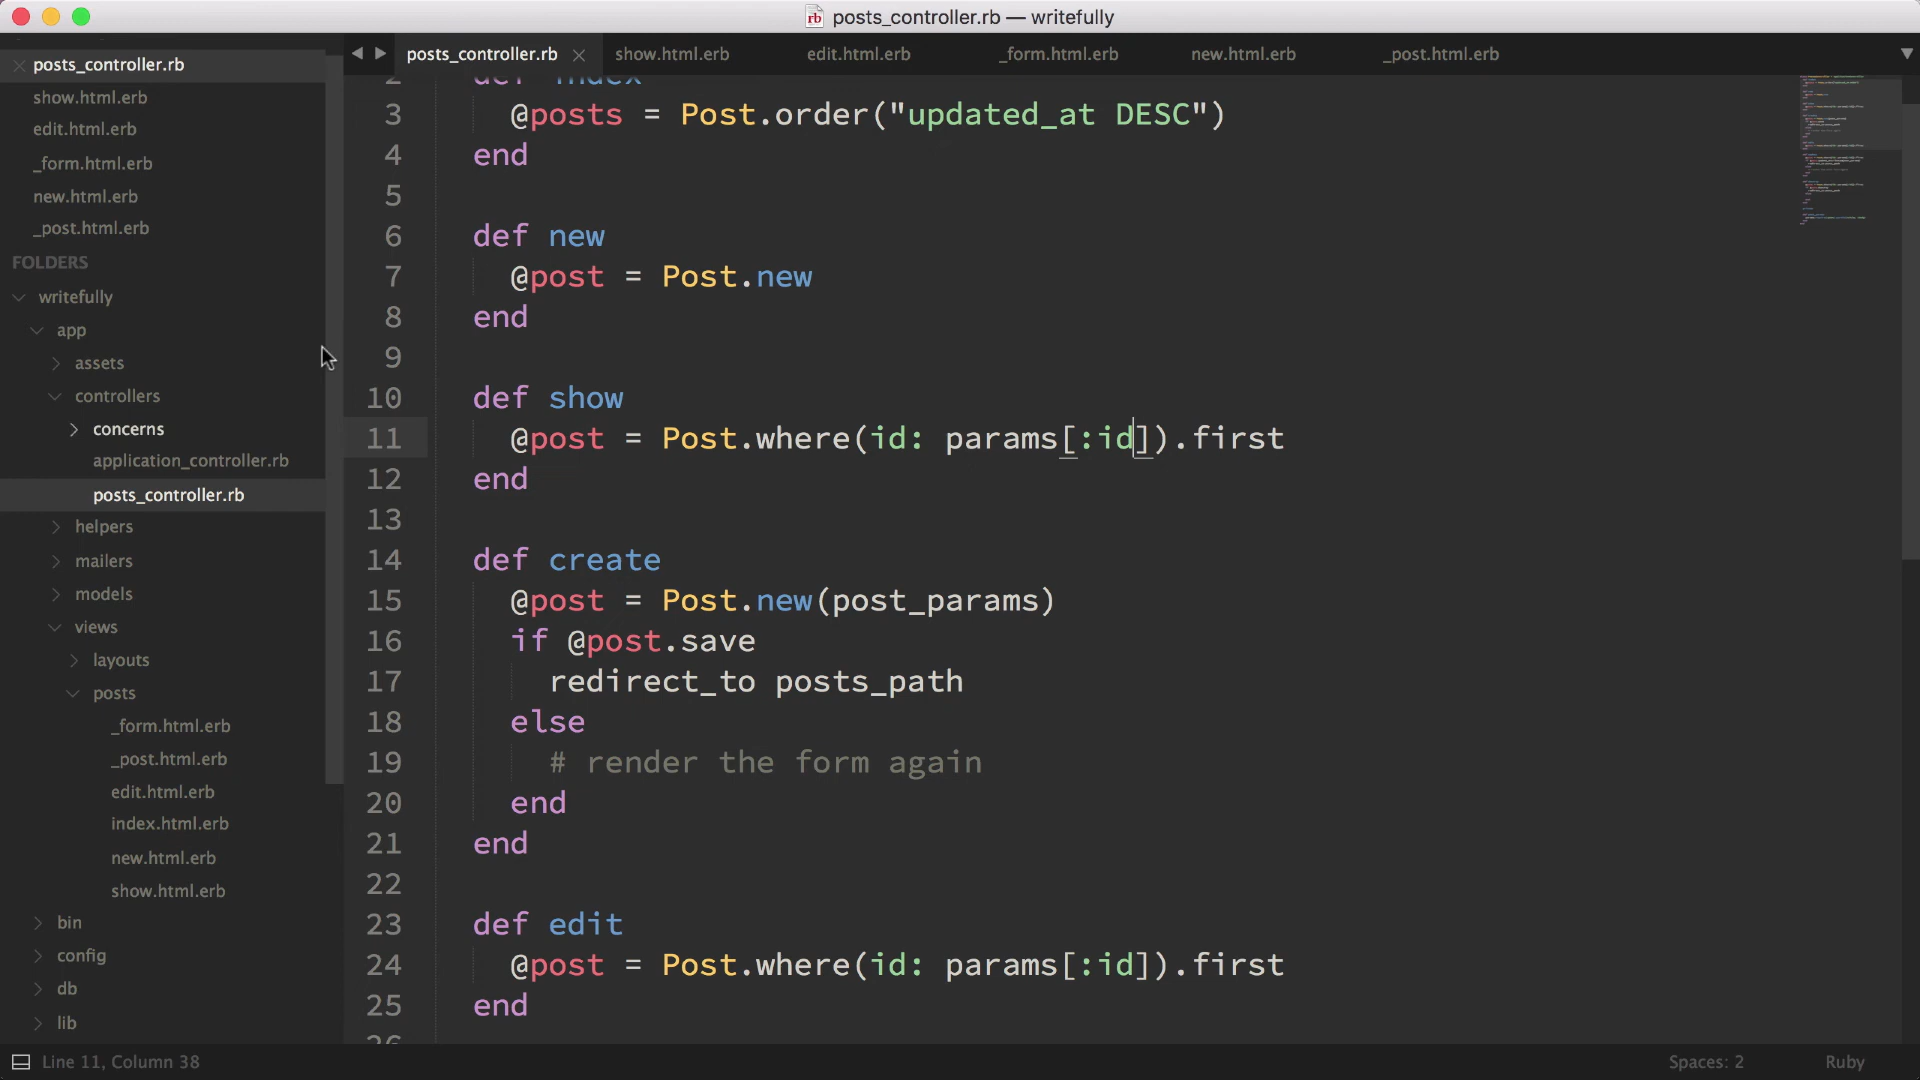 posts_controller.rb — writefully
posts_controller.rb
show.html.erb
edit.html.erb
_form.html.erb
new.html.erb
_post.html.erb
posts_controller.rb
show.html.erb
edit.html.erb
_form.html.erb
new.html.erb
_post.html.erb
FOLDERS
writefully
app
assets
controllers
concerns
application_controller.rb
posts_controller.rb
helpers
mailers
models
views
layouts
posts
_form.html.erb
_post.html.erb
edit.html.erb
index.html.erb
new.html.erb
show.html.erb
bin
config
db
lib
2 def index
3 @posts = Post.order("updated_at DESC")
4 end
5
6 def new
7 @post = Post.new
8 end
9
10 def show
11 @post = Post.where(id: params[:id]).first
12 end
13
14 def create
15 @post = Post.new(post_params)
16 if @post.save
17 redirect_to posts_path
18 else
19 # render the form again
20 end
21 end
22
23 def edit
24 @post = Post.where(id: params[:id]).first
25 end
26
Line 11, Column 38
Spaces: 2
Ruby